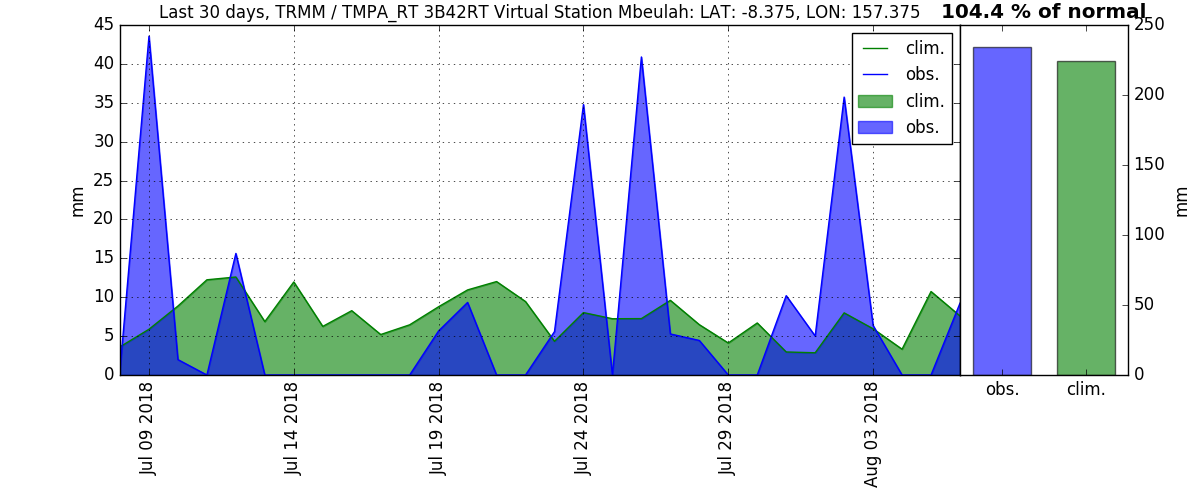 Last 30 days, TRMM / TMPA_RT 3B42RT Virtual Station Mbeulah: LAT: -8.375, LON: 157.375
104.4 % of normal
mm
45
40
35
30
25
20
15
10
5
0
clim.
obs.
clim.
obs.
Jul 09 2018
Jul 14 2018
Jul 19 2018
Jul 24 2018
Jul 29 2018
Aug 03 2018
250
200
150
100
50
0
mm
obs.
clim.